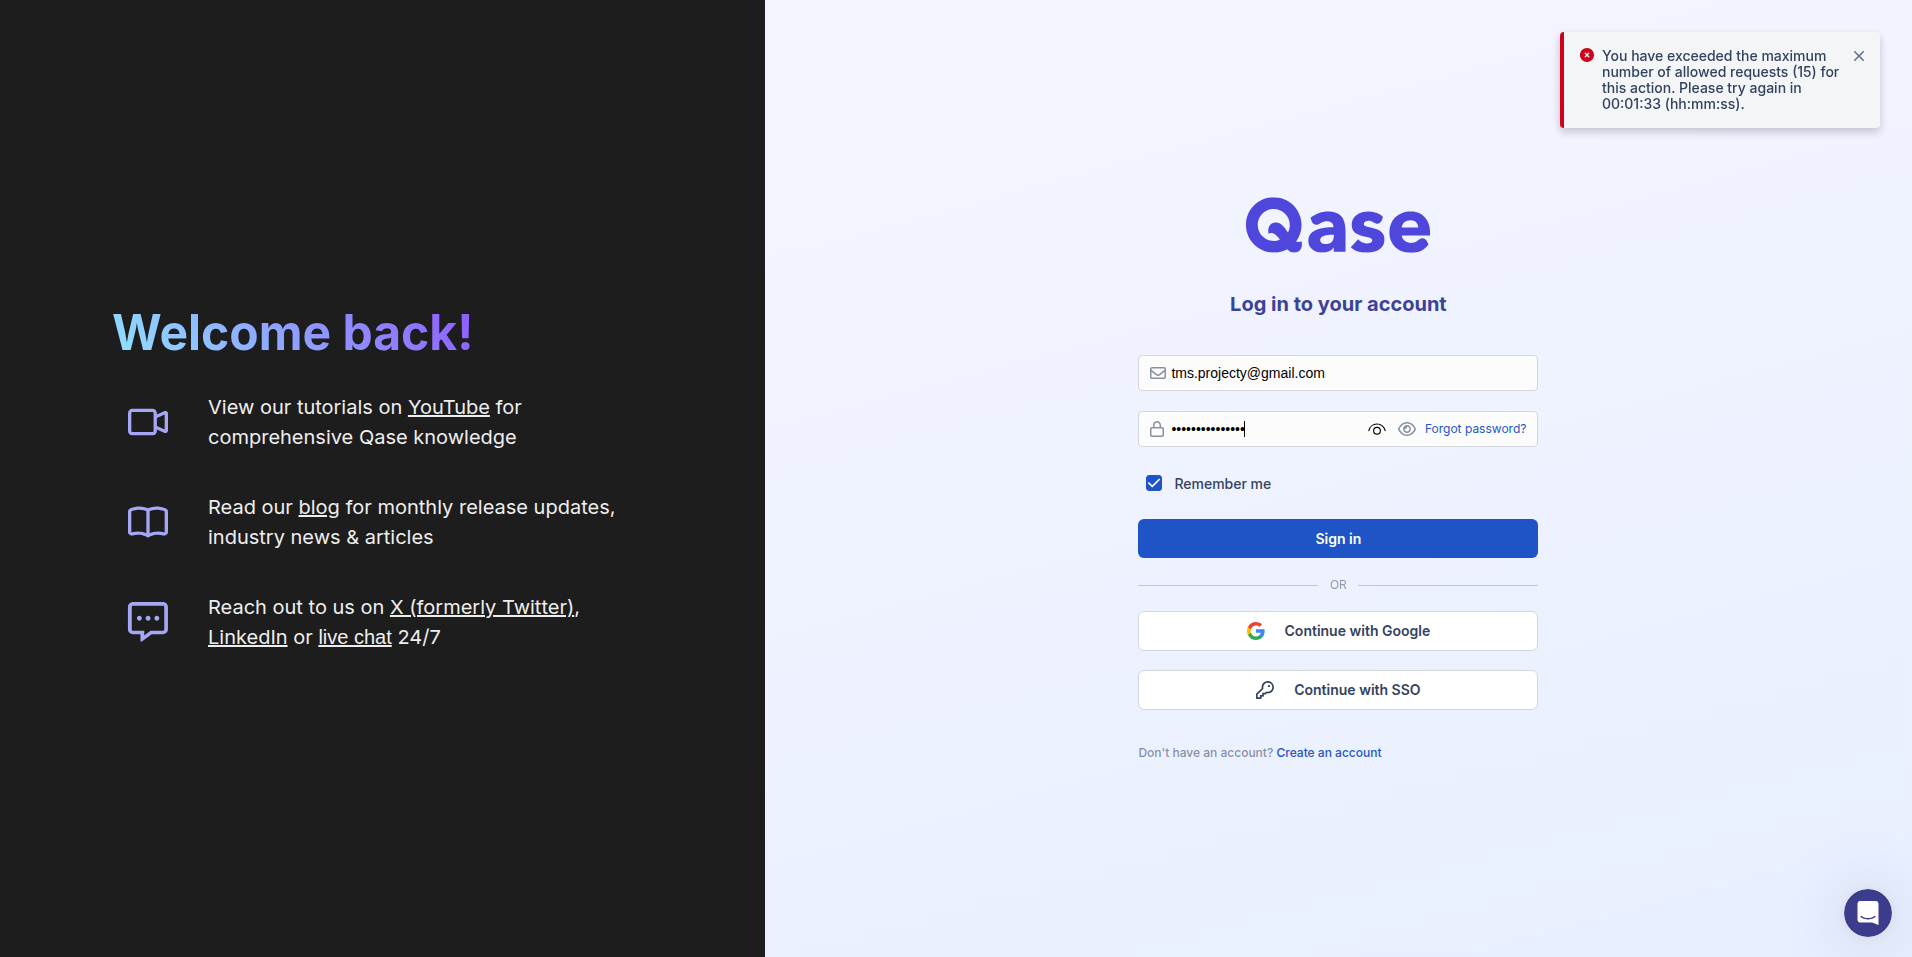 Welcome back!
View our tutorials on YouTube for
comprehensive Qase knowledge
Read our blog for monthly release updates,
industry news & articles
Reach out to us on X (formerly Twitter),
LinkedIn or live chat 24/7
You have exceeded the maximum
number of allowed requests (15) for
this action. Please try again in
00:01:33 (hh:mm:ss).
Qase
Log in to your account
tms.projecty@gmail.com
•••••••••••••••
Forgot password?
Remember me
Sign in
OR
Continue with Google
Continue with SSO
Don't have an account? Create an account